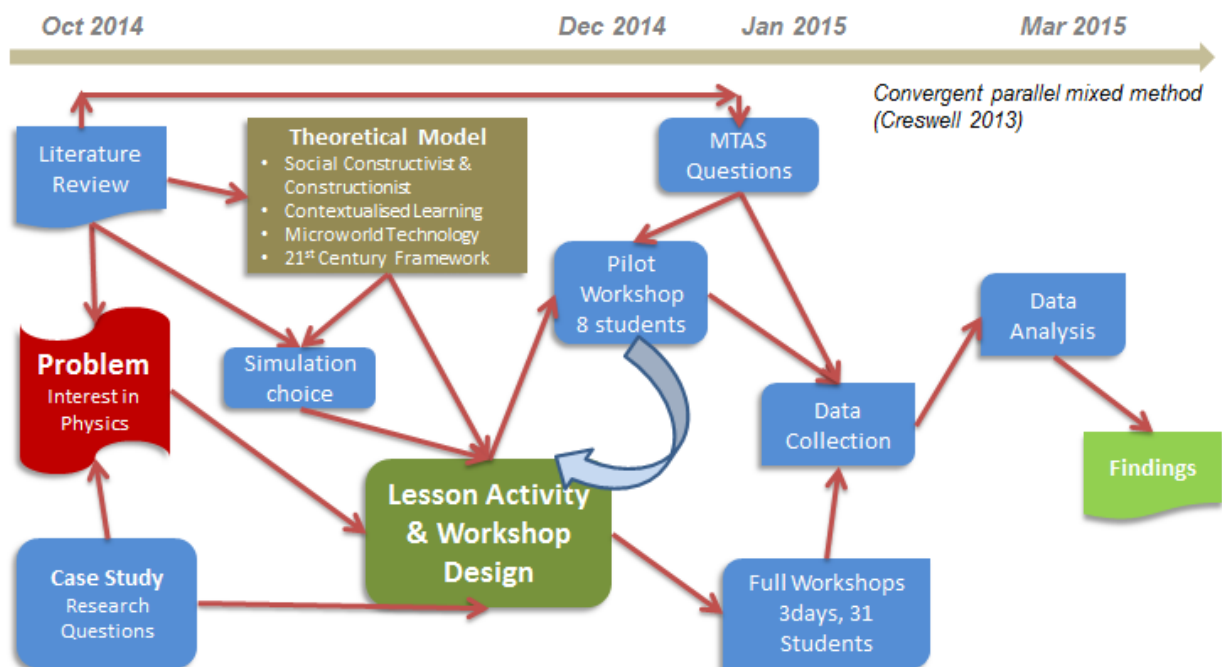 Oct 2014
Dec 2014
Jan 2015
Mar 2015
Convergent parallel mixed method
(Creswell 2013)
Literature
Review
Theoretical Model
• Social Constructivist &
Constructionist
• Contextualised Learning
• Microworld Technology
• 21st Century Framework
MTAS
Questions
Pilot
Workshop
8 students
Data
Analysis
Problem
Interest in
Physics
Simulation
choice
Data
Collection
Findings
Lesson Activity
& Workshop
Design
Case Study
Research
Questions
Full Workshops
3days, 31
Students